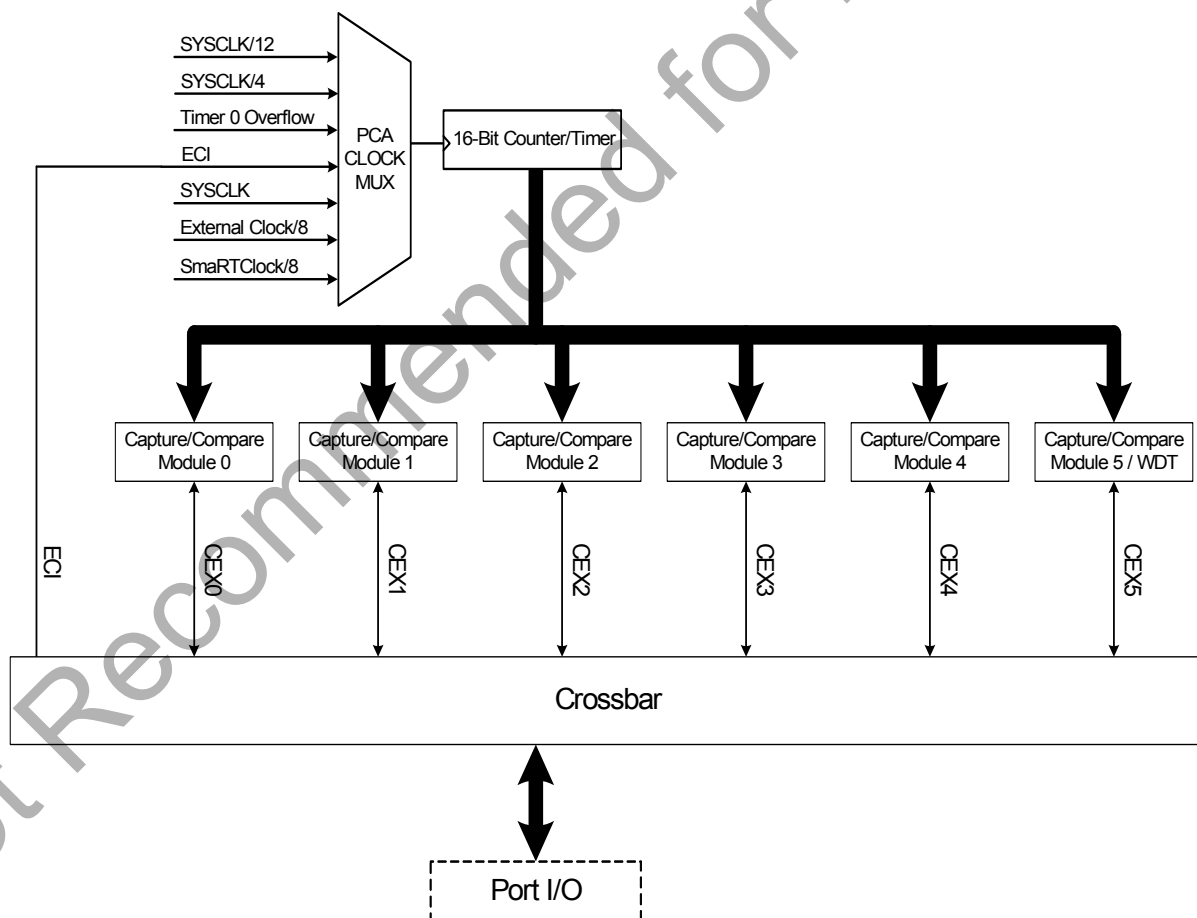 SYSCLK/12
SYSCLK/4
Timer 0 Overflow
ECI
SYSCLK
External Clock/8
SmaRTClock/8
PCA
CLOCK
MUX
16-Bit Counter/Timer
Capture/Compare
Module 0
Capture/Compare
Module 1
Capture/Compare
Module 2
Capture/Compare
Module 3
Capture/Compare
Module 4
Capture/Compare
Module 5 / WDT
ECI
CEX0
CEX1
CEX2
CEX3
CEX4
CEX5
Crossbar
Port I/O
Recommended for